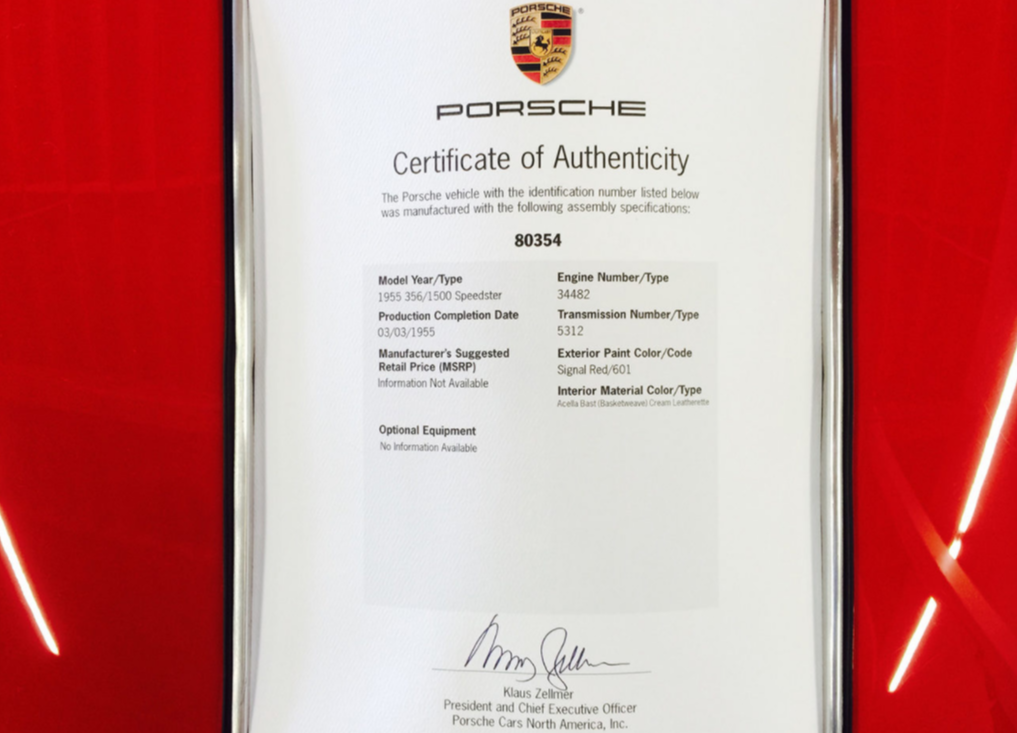 PORSCHE
PORSCHE
Certificate of Authenticity
The Porsche vehicle with the identification number listed below
was manufactured with the following assembly specifications:
80354
Model Year/Type
1955 356/1500 Speedster
Production Completion Date
03/03/1955
Manufacturer's Suggested
Retail Price (MSRP)
Information Not Available
Optional Equipment
No Information Available
Engine Number/Type
34482
Transmission Number/Type
5312
Exterior Paint Color/Code
Signal Red/601
Interior Material Color/Type
Acella Bast (Basketweave) Cream Leatherette
Klaus Zellmer
President and Chief Executive Officer
Porsche Cars North America, Inc.